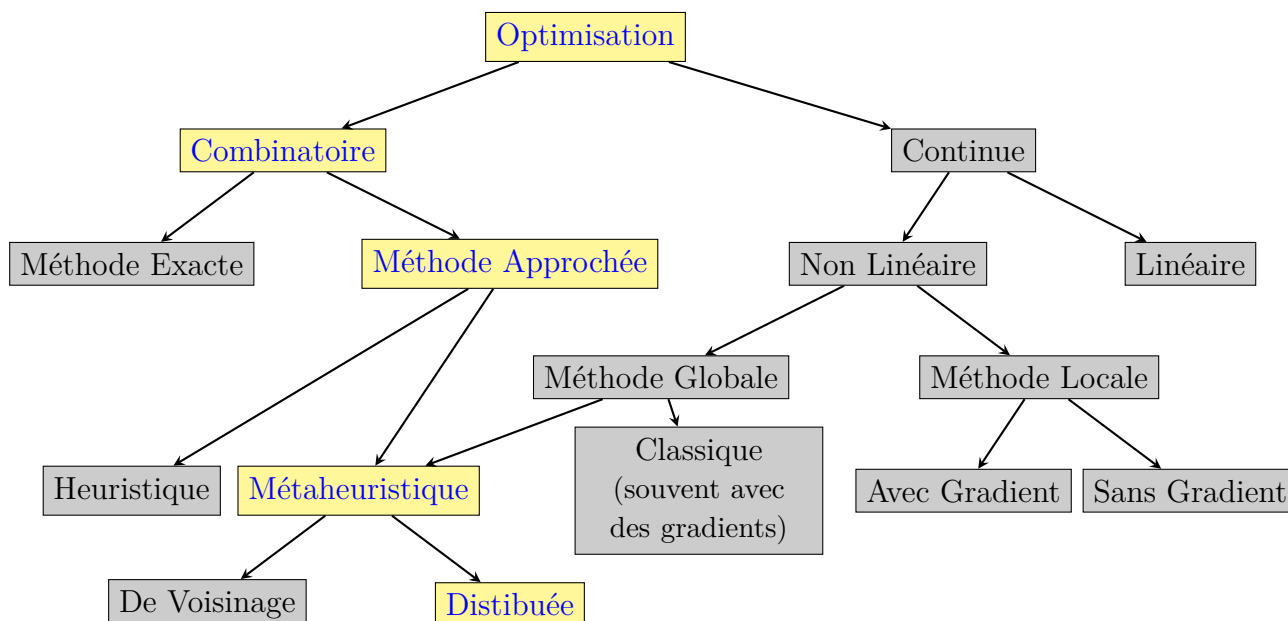 Optimisation
Combinatoire
Continue
Méthode Exacte
Méthode Approchée
Non Linéaire
Linéaire
Méthode Globale
Méthode Locale
Heuristique
Métaheuristique
Classique
(souvent avec
des gradients)
Avec Gradient
Sans Gradient
De Voisinage
Distibuée